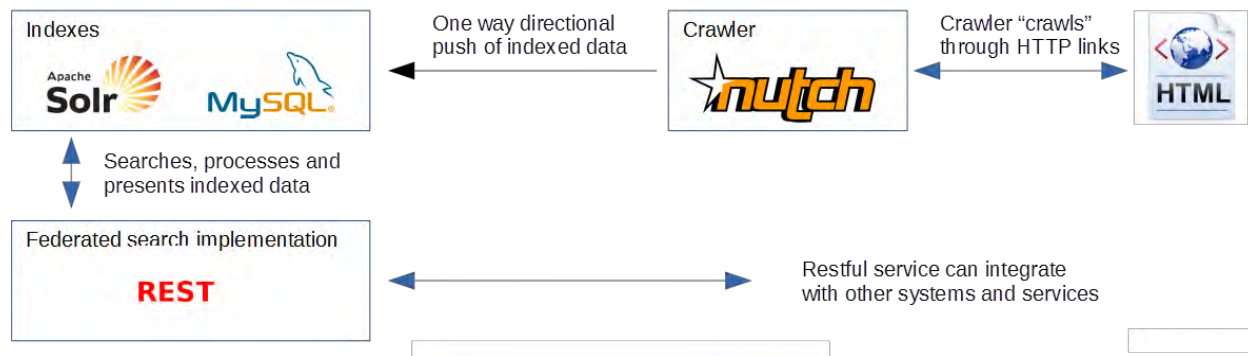 Indexes
Apache
Solr
MySQL®
One way directional
push of indexed data
Crawler
nutch
Crawler “crawls”
through HTTP links
< >
HTML
Searches, processes and
presents indexed data
Federated search implementation
REST
Restful service can integrate
with other systems and services